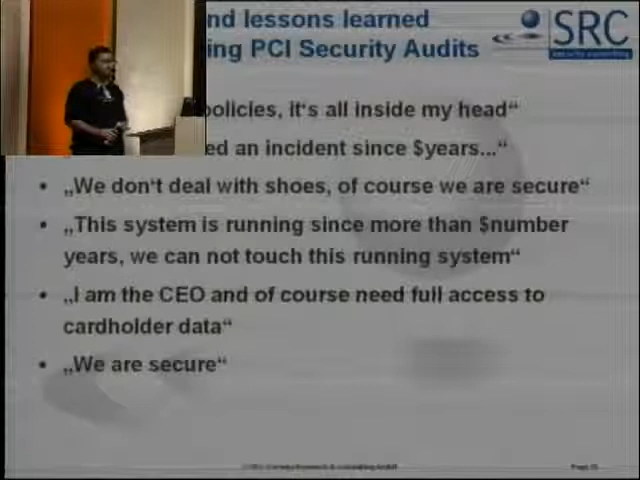 nd lessons learned
ing PCI Security Audits
SRC
policies, it's all inside my head“
ed an incident since $years...“
• „We don‘t deal with shoes, of course we are secure“
• „This system is running since more than $number
years, we can not touch this running system“
• „I am the CEO and of course need full access to
cardholder data“
• „We are secure“
Page